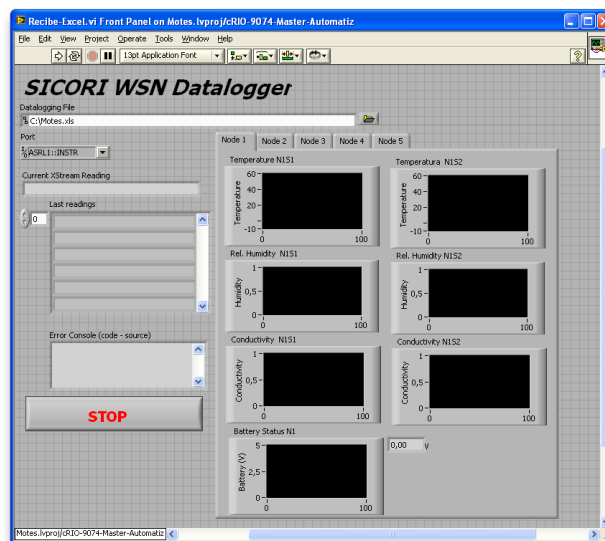 Recibe-Excel.vi Front Panel on Motes.lvproj/cRIO-9074-Master-Automatiz
File Edit View Project Operate Tools Window Help
13pt Application Font
SICORI WSN Datalogger
Datalogging File
C:\Motes.xls
Port
ASRL1::INSTR
Current XStream Reading
Last readings
0
Error Console (code - source)
STOP
Node 1 Node 2 Node 3 Node 4 Node 5
Temperature N1S1
Temperature
60
40
20
-10
0 100
Temperatura N1S2
Temperature
60
40
20
-10
0 100
Rel. Humidity N1S1
Humidity
1
0,5
0
0 100
Rel. Humidity N1S2
Humidity
1
0,5
0
0 100
Conductivity N1S1
Conductivity
1
0,5
0
0 100
Conductivity N1S2
Conductivity
1
0,5
0
0 100
Battery Status N1
Battery (V)
5
2,5
0
0 100
0,00 v
Motes.lvproj/cRIO-9074-Master-Automatiz